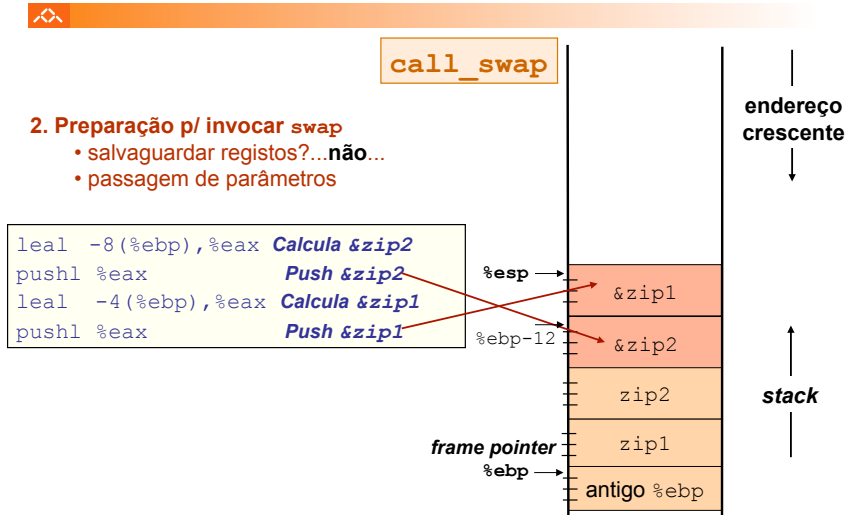 call_swap
2. Preparação p/ invocar swap
• salvaguardar registos?...não...
• passagem de parâmetros
leal -8(%ebp),%eax Calcula &zip2
pushl %eax Push &zip2
leal -4(%ebp),%eax Calcula &zip1
pushl %eax Push &zip1
endereço
crescente
%esp
&zip1
%ebp-12
&zip2
zip2
stack
frame pointer
zip1
%ebp
antigo %ebp